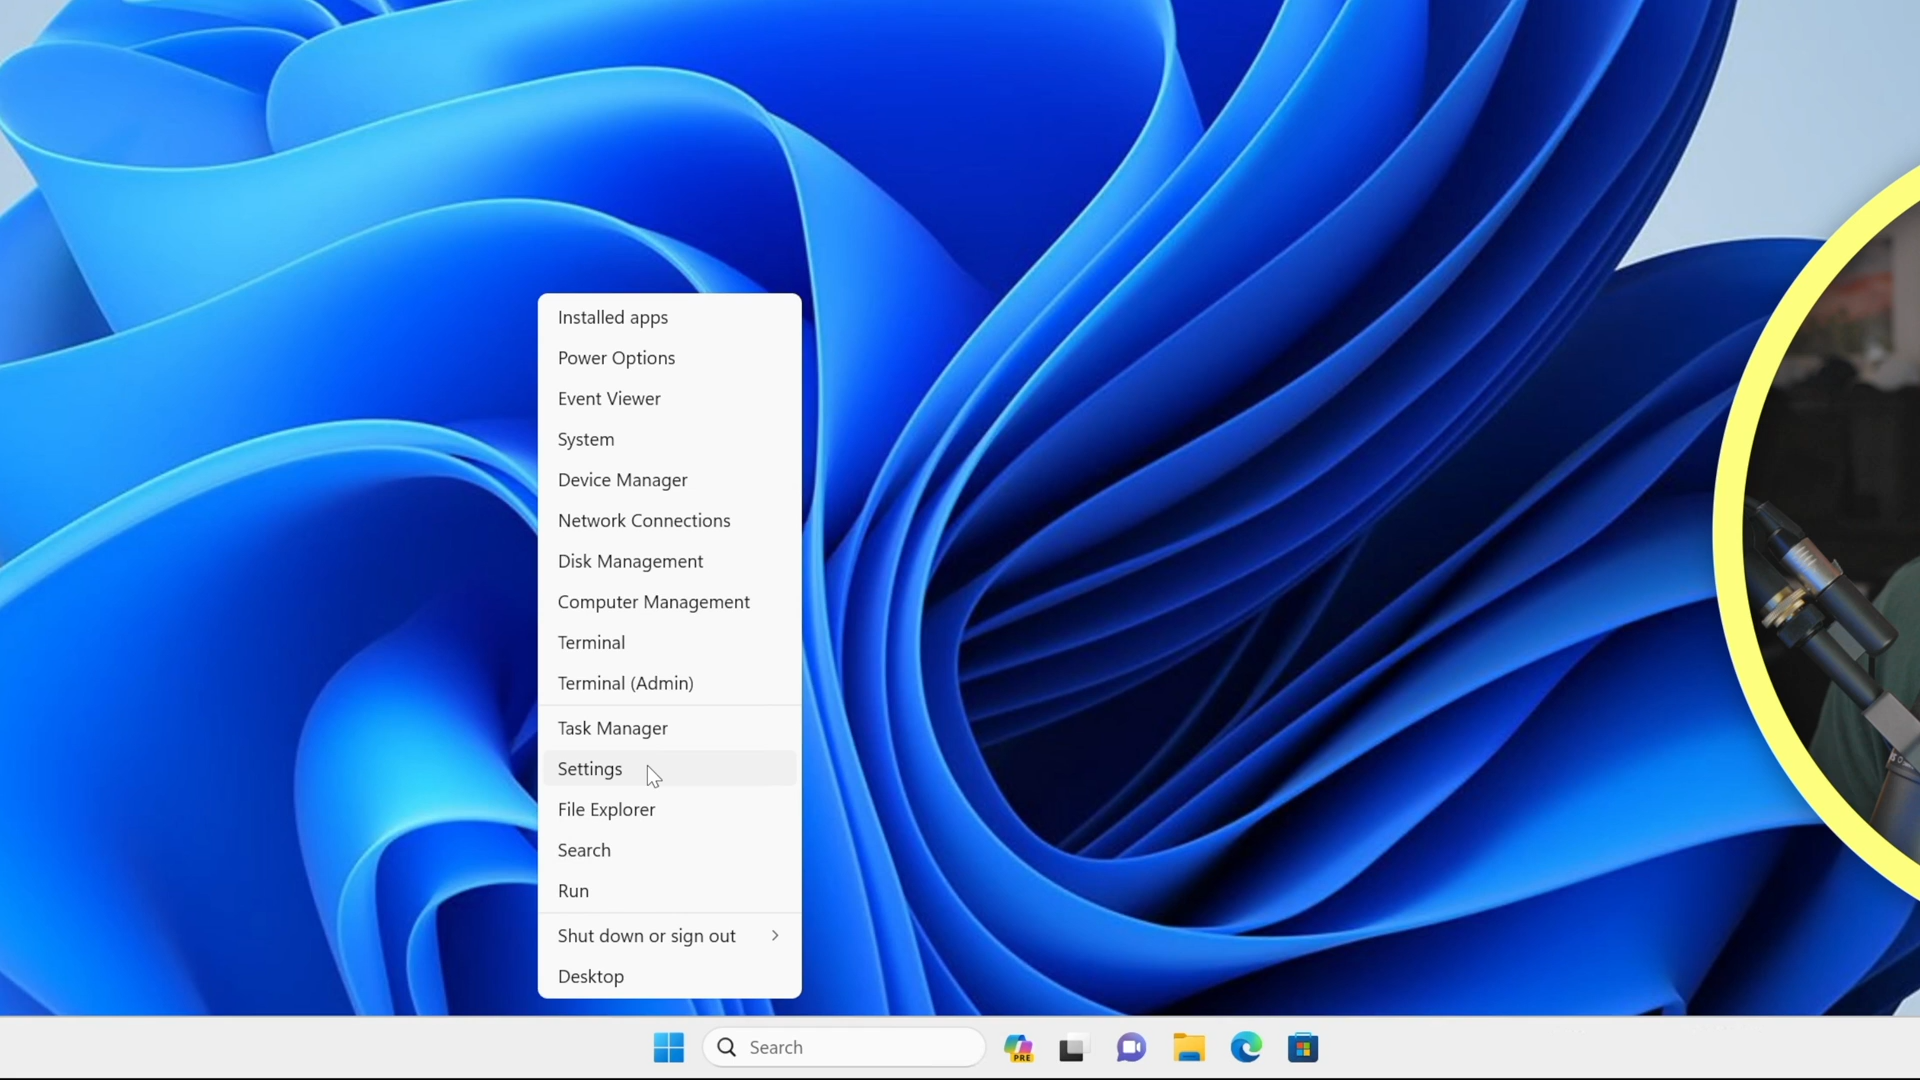 Installed apps
Power Options
Event Viewer
System
Device Manager
Network Connections
Disk Management
Computer Management
Terminal
Terminal (Admin)
Task Manager
Settings
File Explorer
Search
Run
Shut down or sign out
Desktop
Search
PRE